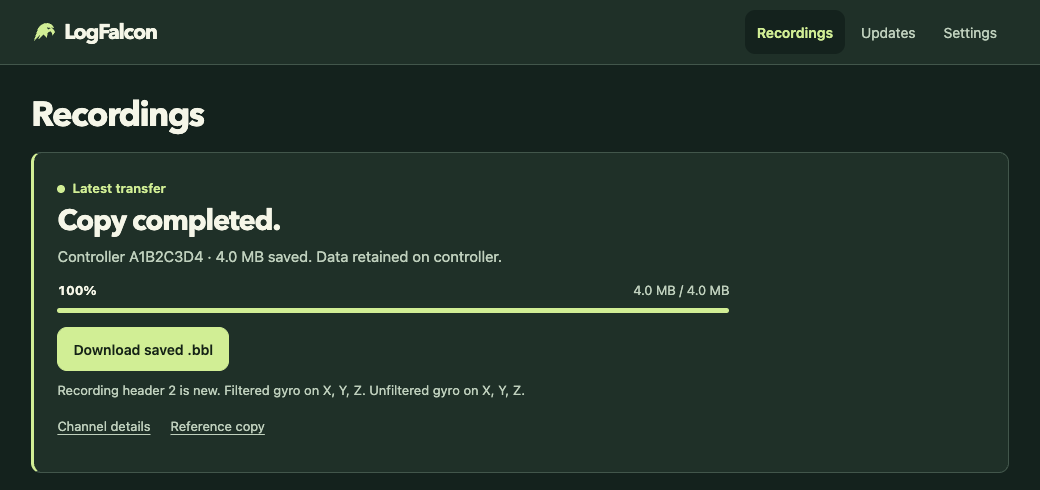 LogFalcon
Recordings
Updates
Settings
Recordings
Latest transfer
Copy completed.
Controller A1B2C3D4 · 4.0 MB saved. Data retained on controller.
100%
4.0 MB / 4.0 MB
Download saved .bbl
Recording header 2 is new. Filtered gyro on X, Y, Z. Unfiltered gyro on X, Y, Z.
Channel details
Reference copy